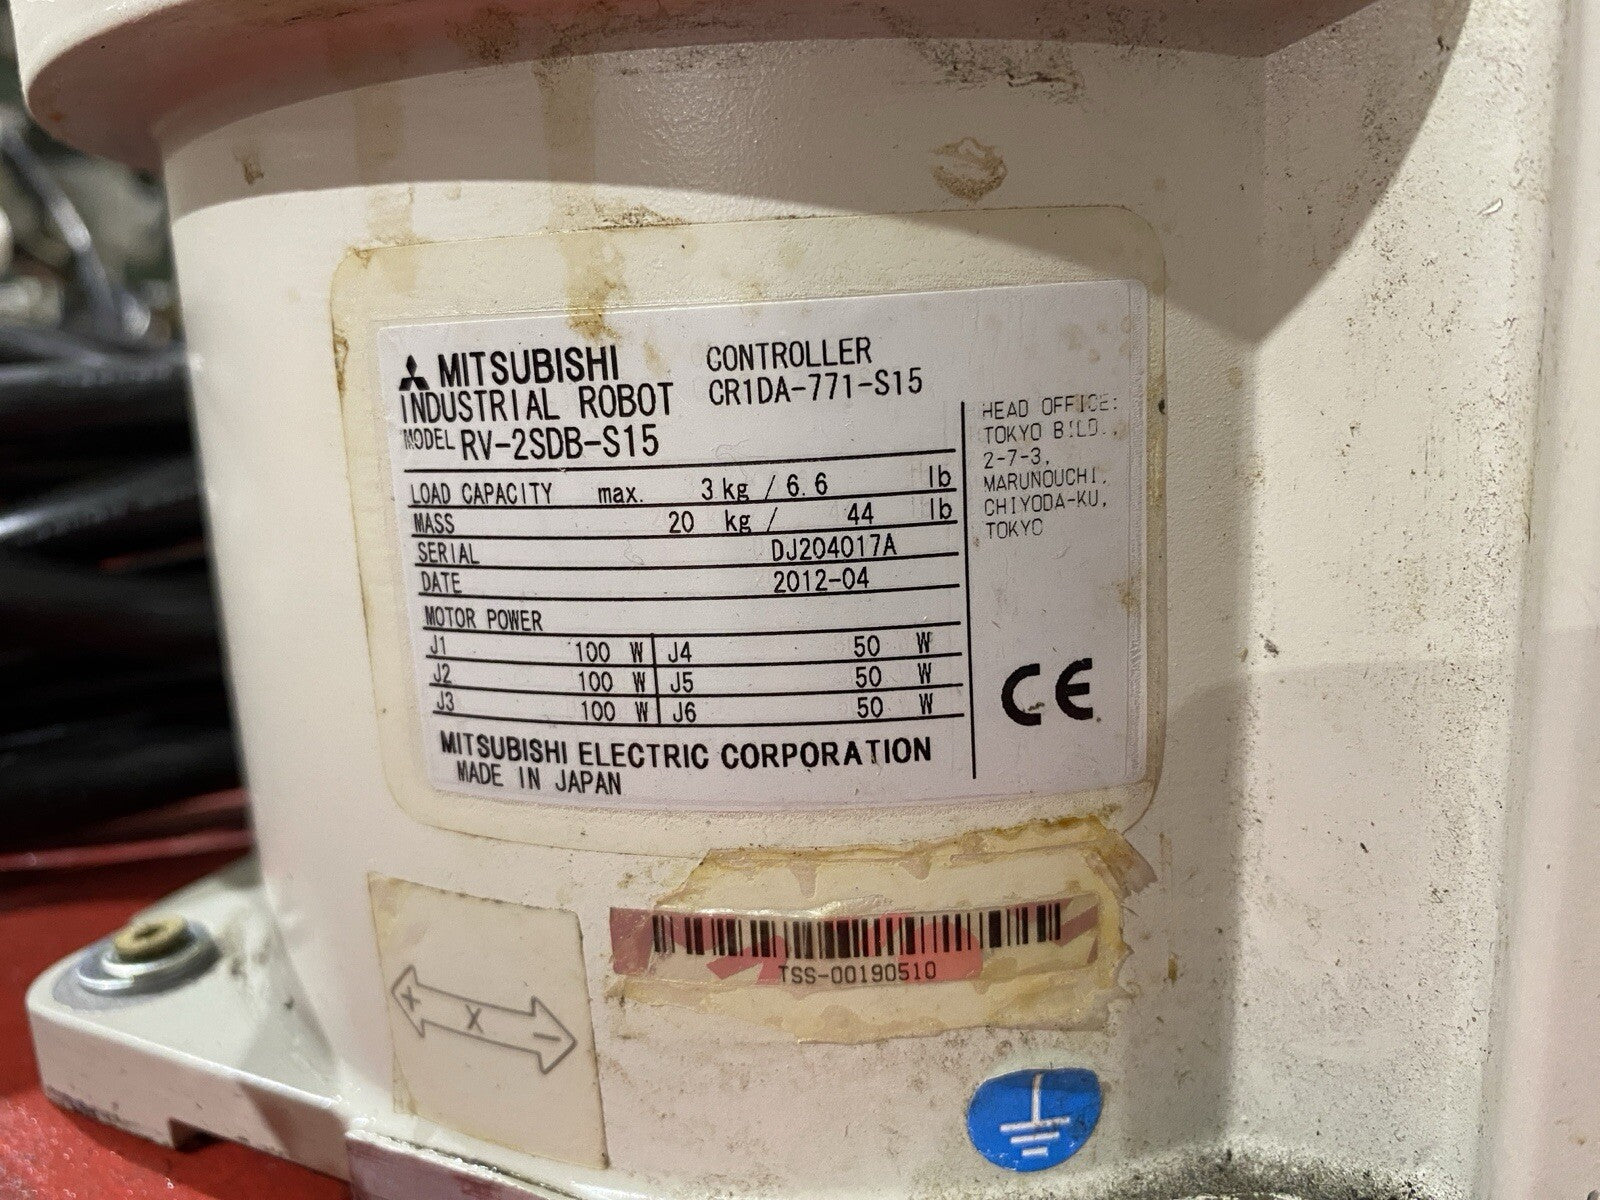 MITSUBISHI
INDUSTRIAL ROBOT
CONTROLLER
CR1DA-771-S15
MODEL RV-2SDB-S15
LOAD CAPACITY max. 3 kg / 6.6 lb
MASS 20 kg / 44 lb
SERIAL DJ204017A
DATE 2012-04
MOTOR POWER
J1 100 W J4 50 W
J2 100 W J5 50 W
J3 100 W J6 50 W
MITSUBISHI ELECTRIC CORPORATION
MADE IN JAPAN
HEAD OFFICE:
TOKYO BILD.,
2-7-3,
MARUNOUCHI,
CHIYODA-KU,
TOKYO
CE
TSS-00190510
+ X -